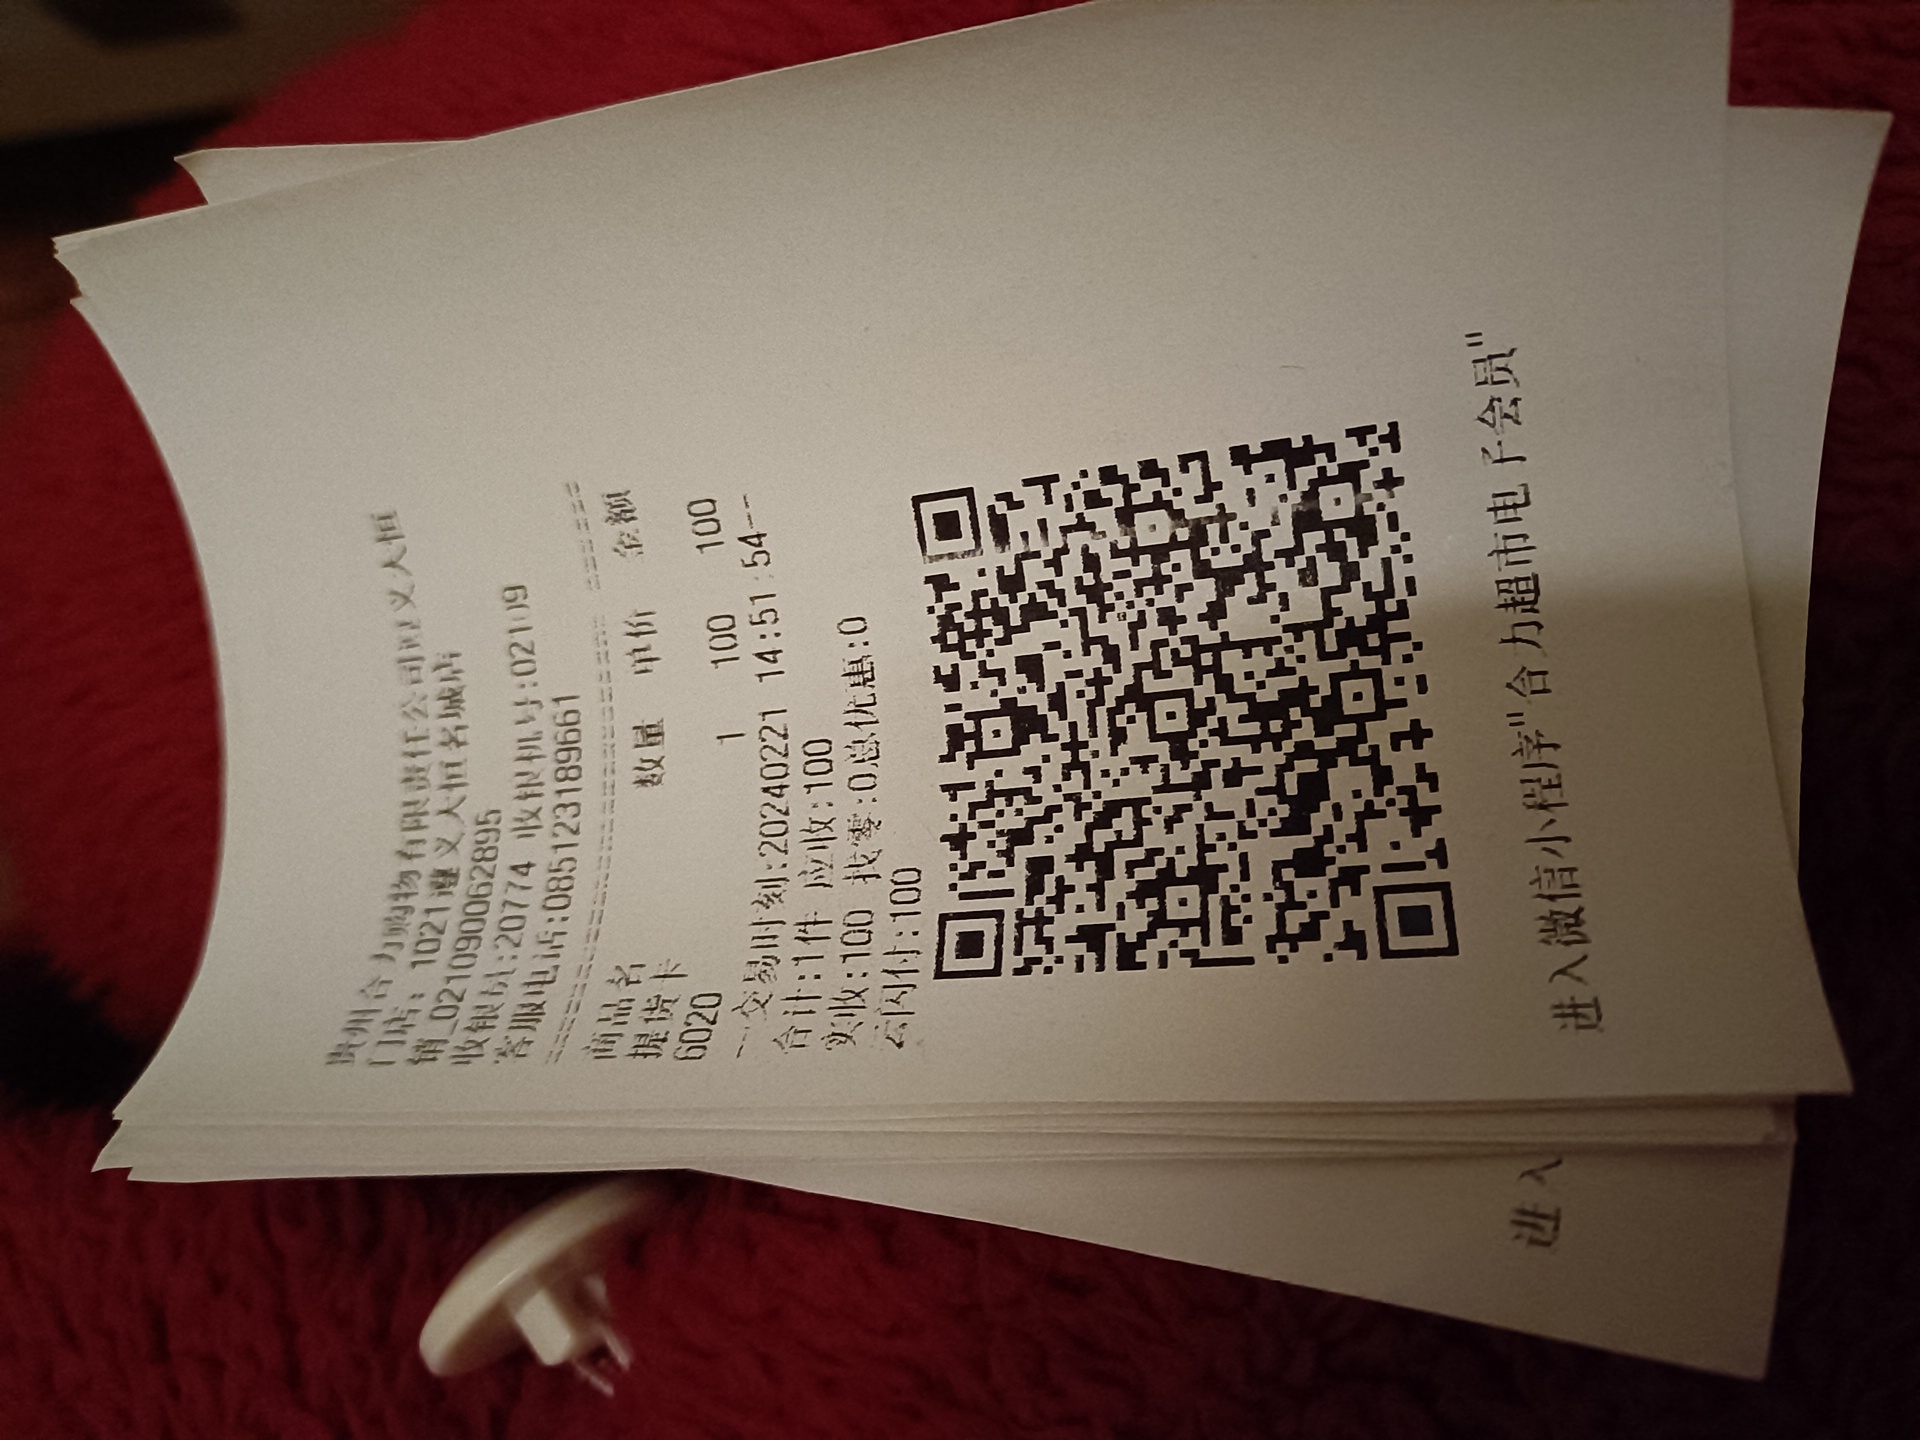 贵州合力购物有限责任公司遵义天恒
门店：1021遵义天恒名城店
销_021090062895
收银员:20774 收银机号:02109
客服电话:085123189661
商品名 数量 单价 金额
提货卡
6020 1 100 100
--交易时刻:20240221 14:51:54--
合计:1件 应收:100
实收:100 找零:0总优惠:0
云闪付:100
进入微信小程序"合力超市电子会员"
进入